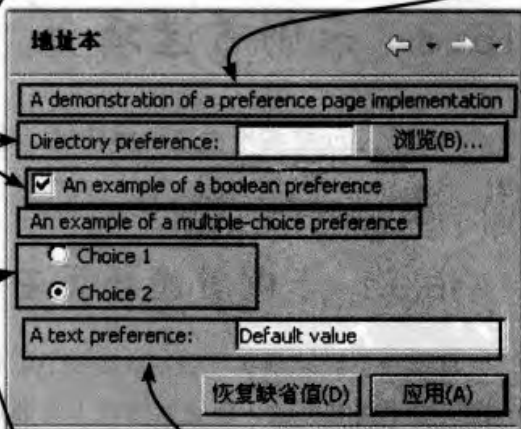 地址本
A demonstration of a preference page implementation
Directory preference: 浏览(B)...
An example of a boolean preference
An example of a multiple-choice preference
Choice 1
Choice 2
A text preference: Default value
恢复缺省值(D) 应用(A)